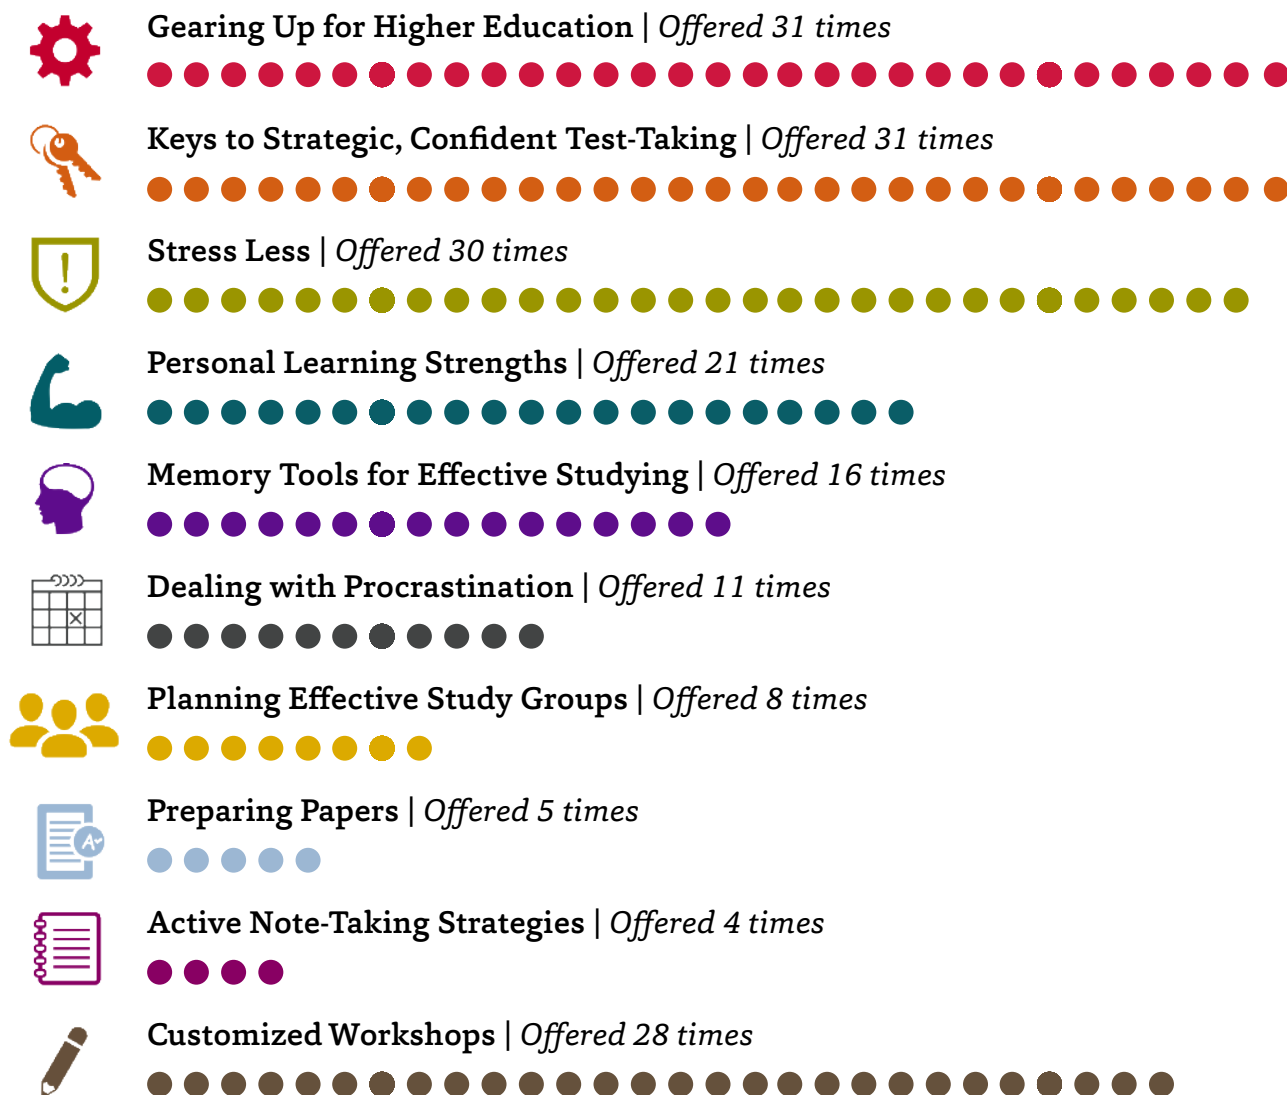 Gearing Up for Higher Education | Offered 31 times
Keys to Strategic, Confident Test-Taking | Offered 31 times
Stress Less | Offered 30 times
Personal Learning Strengths | Offered 21 times
Memory Tools for Effective Studying | Offered 16 times
Dealing with Procrastination | Offered 11 times
Planning Effective Study Groups | Offered 8 times
Preparing Papers | Offered 5 times
A+
Active Note-Taking Strategies | Offered 4 times
Customized Workshops | Offered 28 times